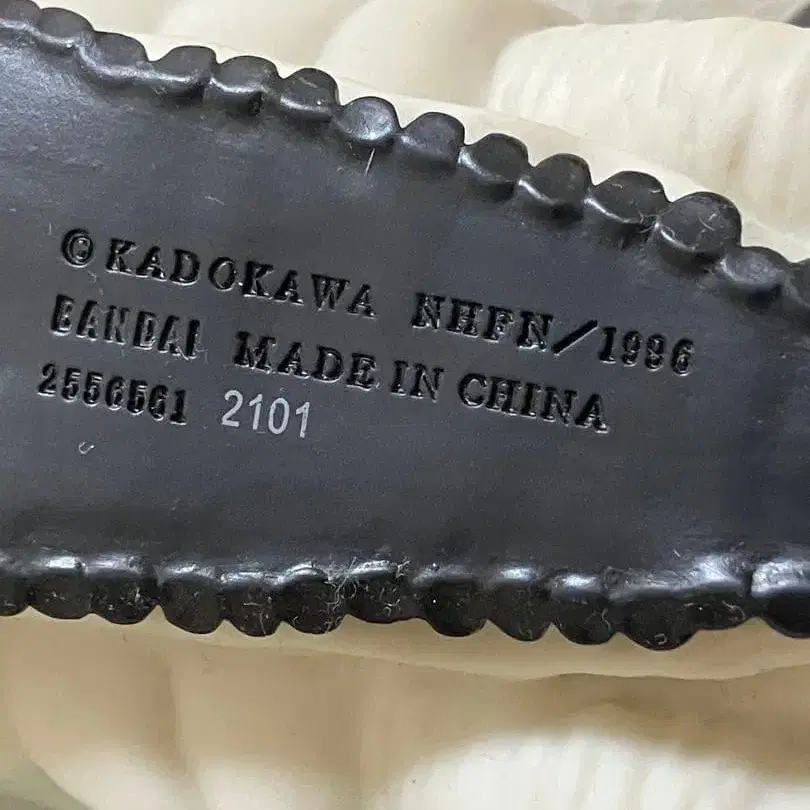 ©KADOKAWA NHFN/1996
BANDAI MADE IN CHINA
2556561 2101